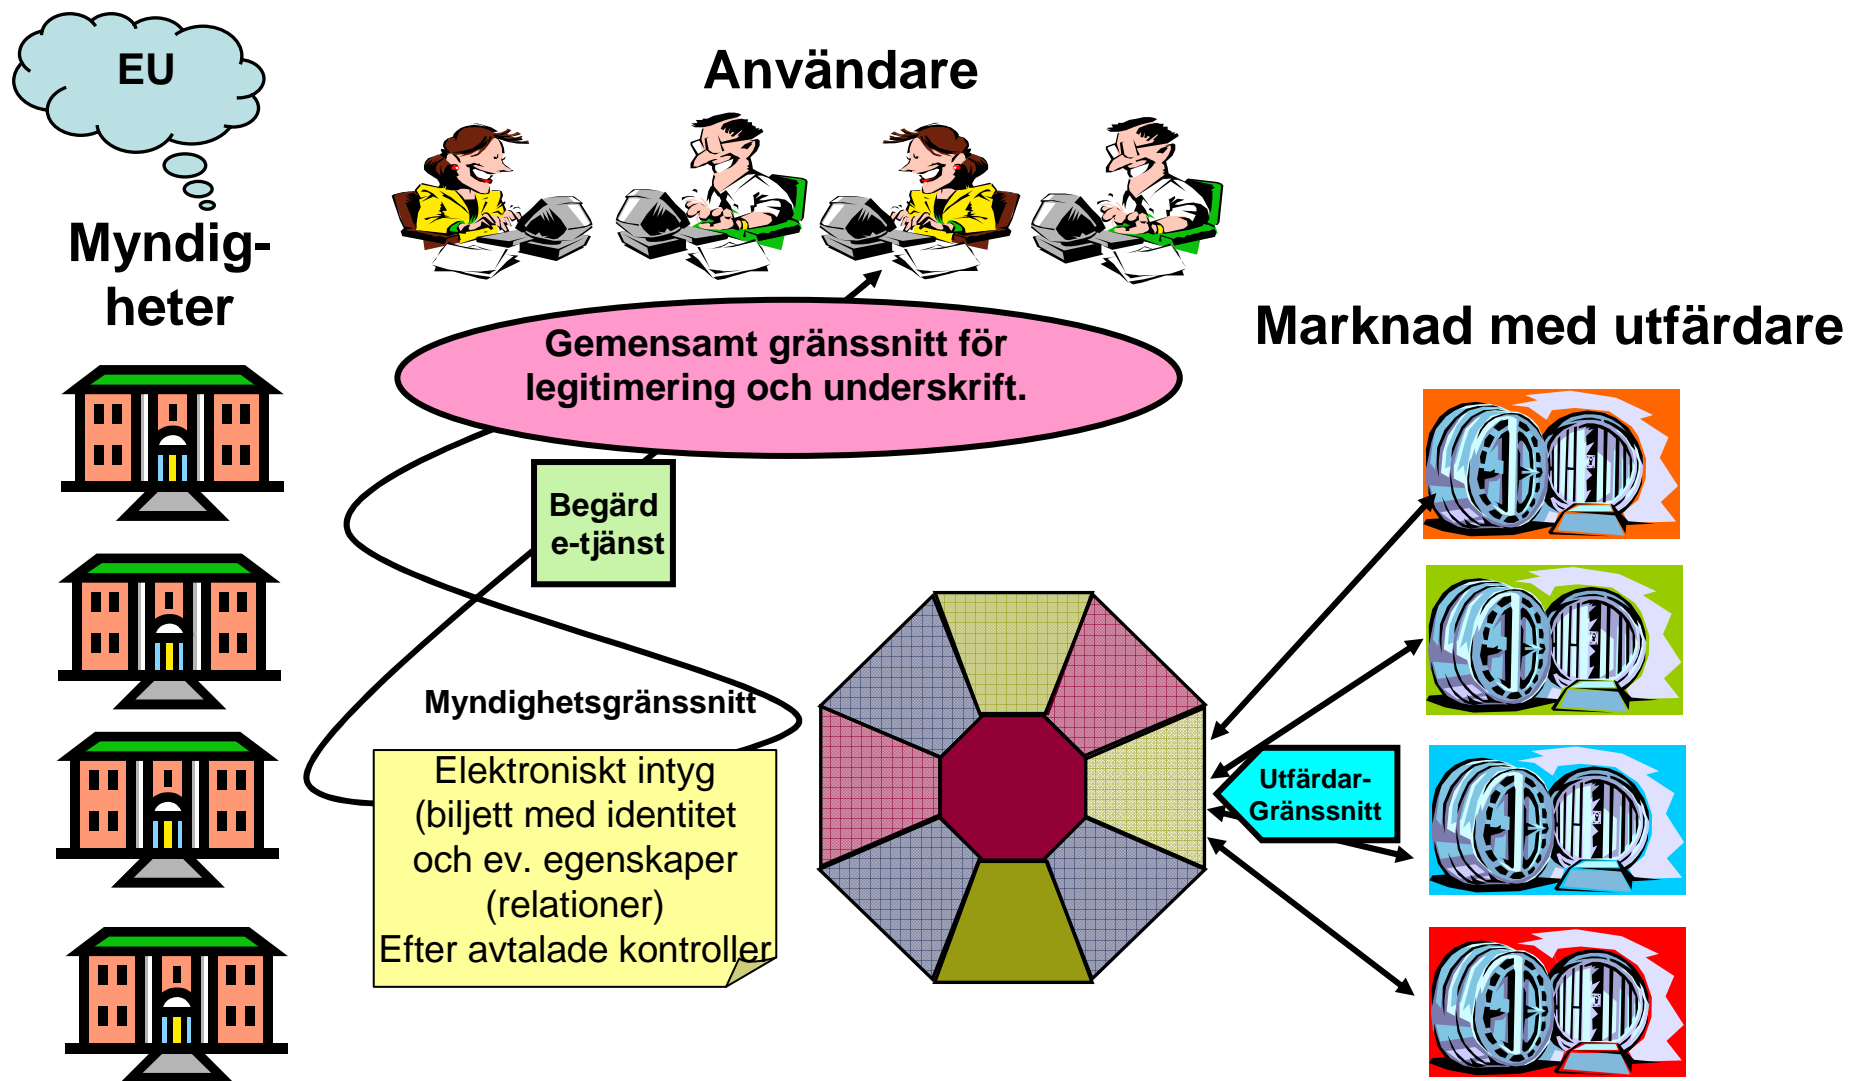 EU
Användare
Myndig-
heter
Gemensamt gränssnitt för
legitimering och underskrift.
Marknad med utfärdare
Begärd
e-tjänst
Myndighetsgränssnitt
Elektroniskt intyg
(biljett med identitet
och ev. egenskaper
(relationer)
Efter avtalade kontroller
Utfärdar-
Gränssnitt